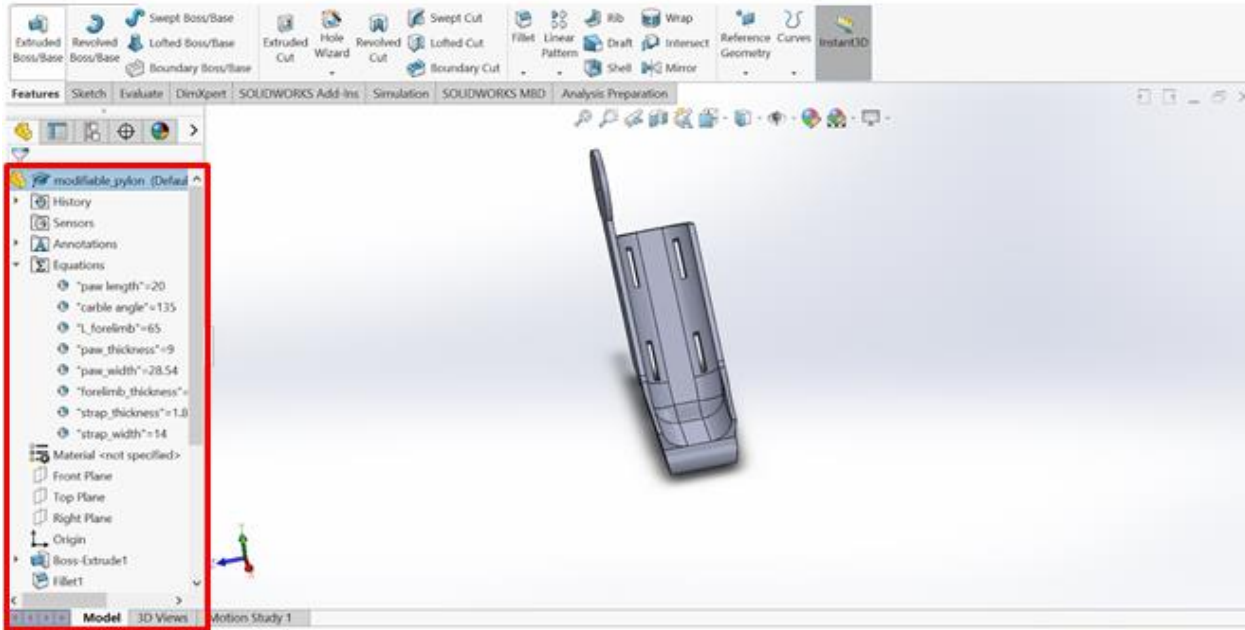 Extruded Boss/Base
Revolved Boss/Base
Swept Boss/Base
Lofted Boss/Base
Boundary Boss/Base
Extruded Cut
Hole Wizard
Revolved Cut
Swept Cut
Lofted Cut
Boundary Cut
Fillet
Linear Pattern
Rib
Draft
Shell
Wrap
Intersect
Mirror
Reference Geometry
Curves
Instant3D
Features Sketch Evaluate DimXpert SOLIDWORKS Add-Ins Simulation SOLIDWORKS MBD Analysis Preparation
modifiable_pylon (Defaul
History
Sensors
A Annotations
Σ Equations
"paw length"=20
"carble angle"=135
"L_forelimb"=65
"paw_thickness"=9
"paw_width"=28.54
"forelimb_thickness"=
"strap_thickness"=1.8
"strap_width"=14
Material <not specified>
Front Plane
Top Plane
Right Plane
Origin
Boss-Extrude1
Fillet1
Model 3D Views Motion Study 1